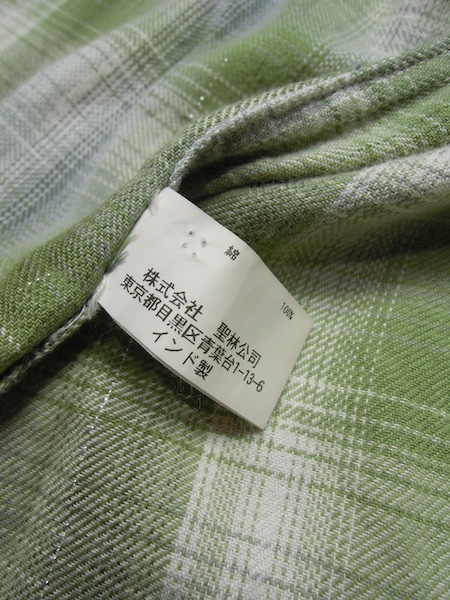 綿 100%
株式会社 聖林公司
東京都目黒区青葉台1-13-6
インド製